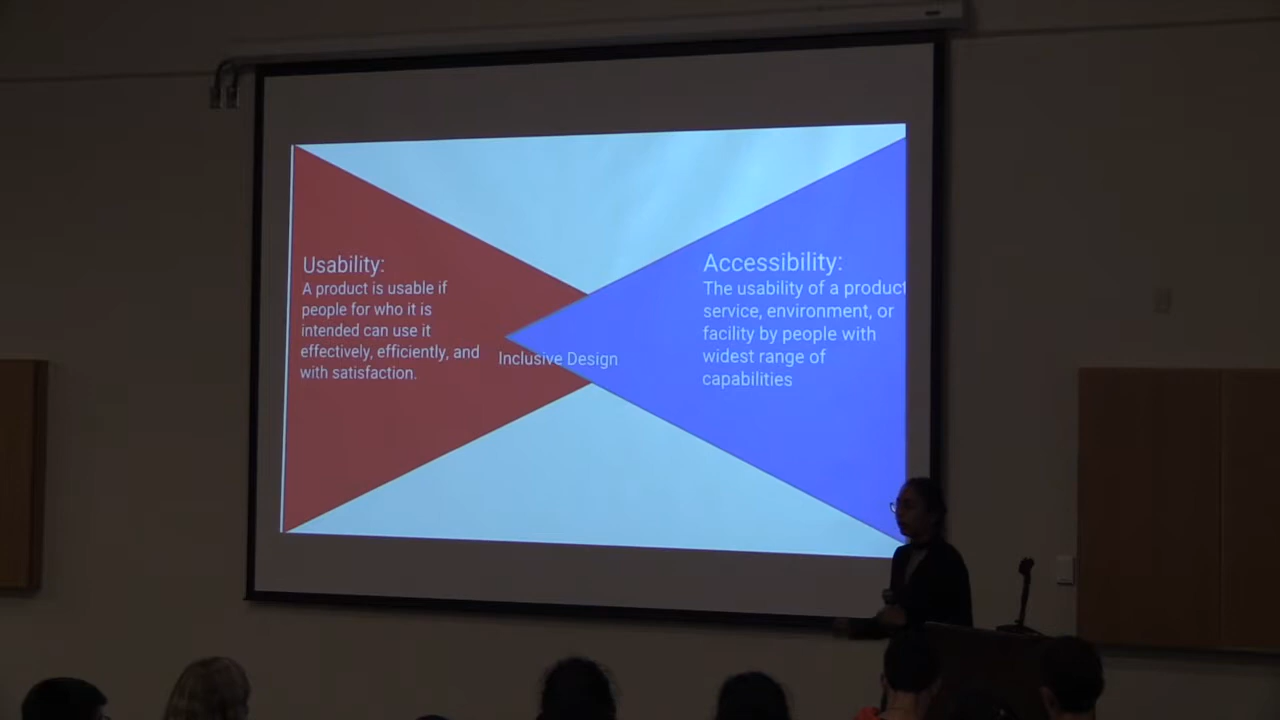 Usability:
A product is usable if
people for who it is
intended can use it
effectively, efficiently, and
with satisfaction.
Inclusive Design
Accessibility:
The usability of a product
service, environment, or
facility by people with
widest range of
capabilities